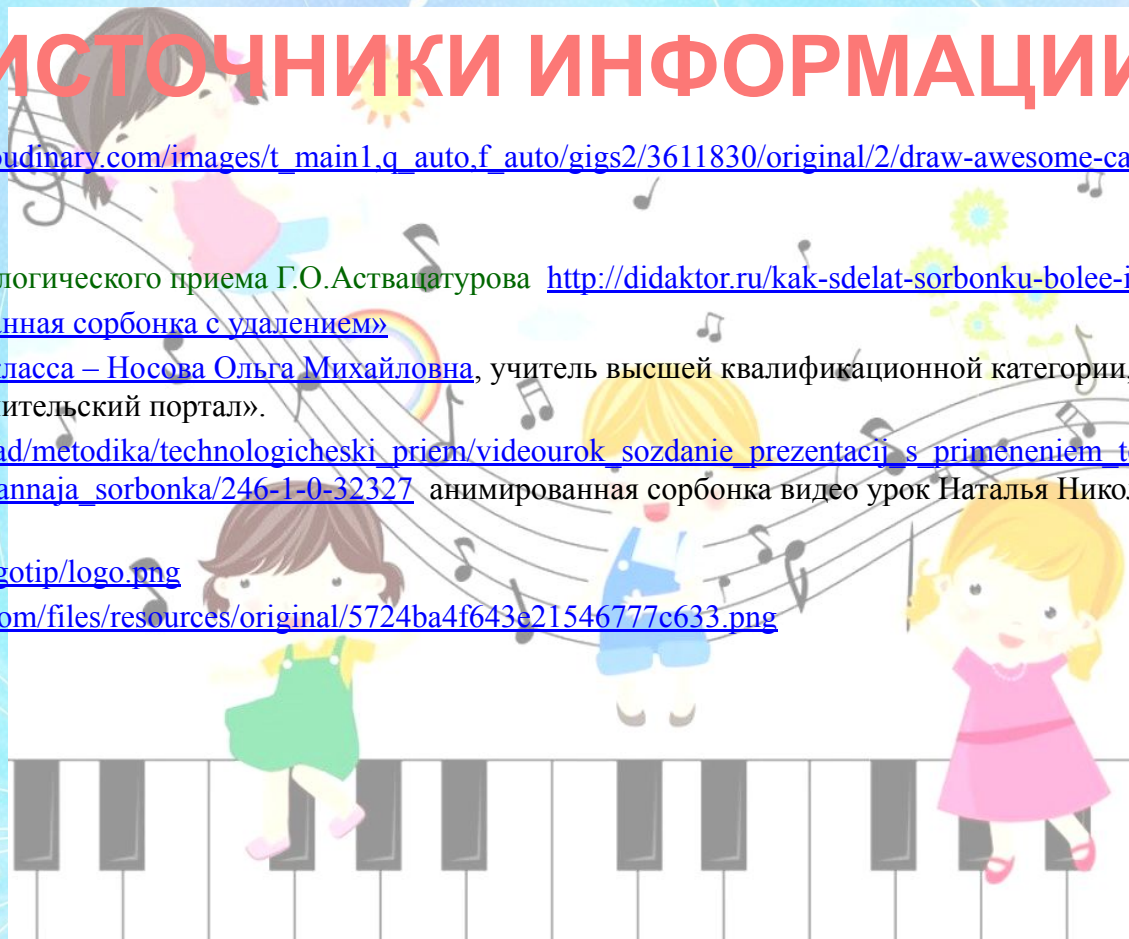 ИСТОЧНИКИ ИНФОРМАЦИИ
oudinary.com/images/t_main1,q_auto,f_auto/gigs2/3611830/original/2/draw-awesome-ca
логического приема Г.О.Аствацатурова http://didaktor.ru/kak-sdelat-sorbonku-bolee-i
нная сорбонка с удалением»
ласса – Носова Ольга Михайловна, учитель высшей квалификационной категории,
ительский портал».
ad/metodika/technologicheski_priem/videourok_sozdanie_prezentacij_s_primeneniem_t
annaja_sorbonka/246-1-0-32327 анимированная сорбонка видео урок Наталья Никол
gotip/logo.png
om/files/resources/original/5724ba4f643e21546777c633.png